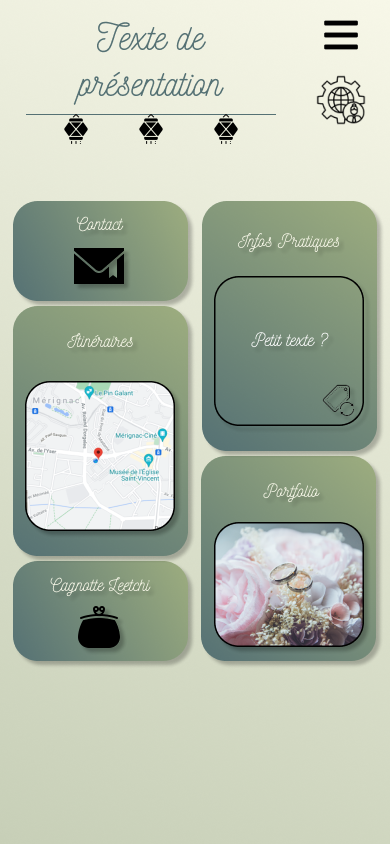 Texte de
présentation
Contact
Infos Pratiques
Petit texte ?
Itinéraires
Le Pin Galant
Mérignac
Mérignac-Ciné
Av. de l'Yser
Musée de l'Église
Saint-Vincent
Cagnotte Leetchi
Portfolio